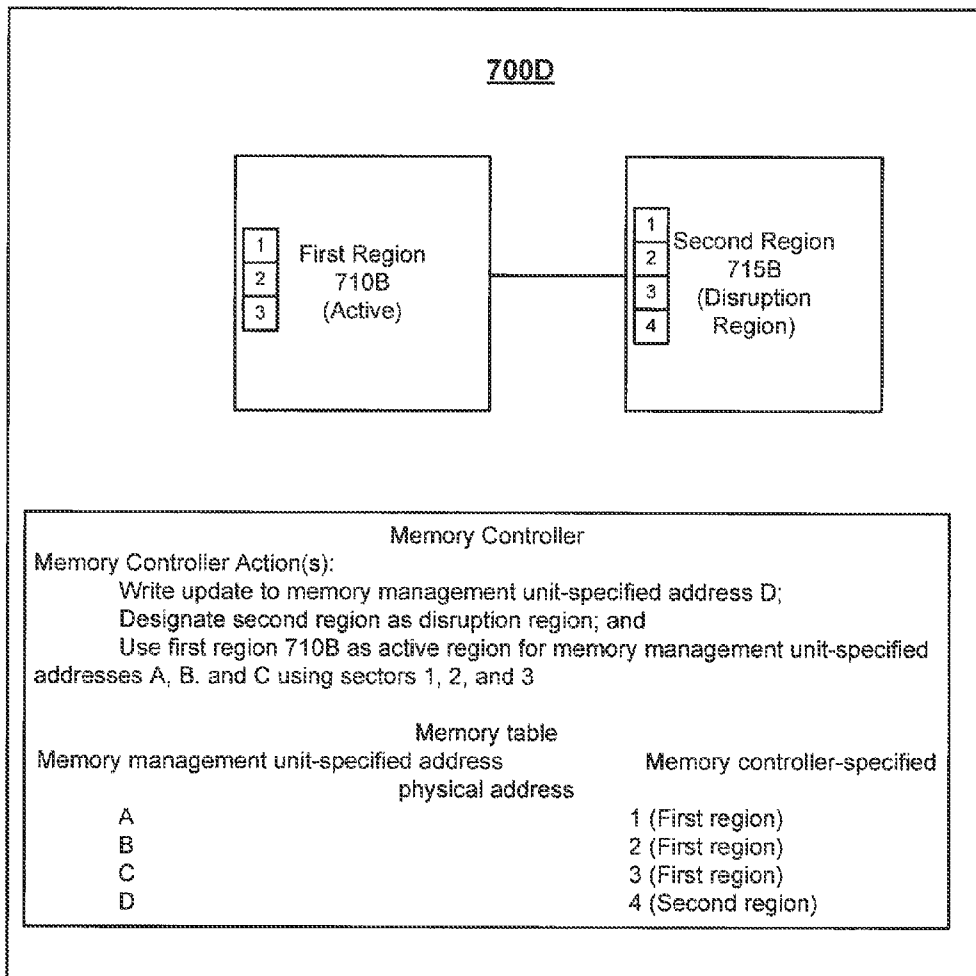 700D
1
2
3
First Region
710B
(Active)
1
2
3
4
Second Region
715B
(Disruption
Region)
Memory Controller
Memory Controller Action(s):
Write update to memory management unit-specified address D;
Designate second region as disruption region; and
Use first region 710B as active region for memory management unit-specified
addresses A, B. and C using sectors 1, 2, and 3
Memory table
Memory management unit-specified address Memory controller-specified
physical address
A 1 (First region)
B 2 (First region)
C 3 (First region)
D 4 (Second region)